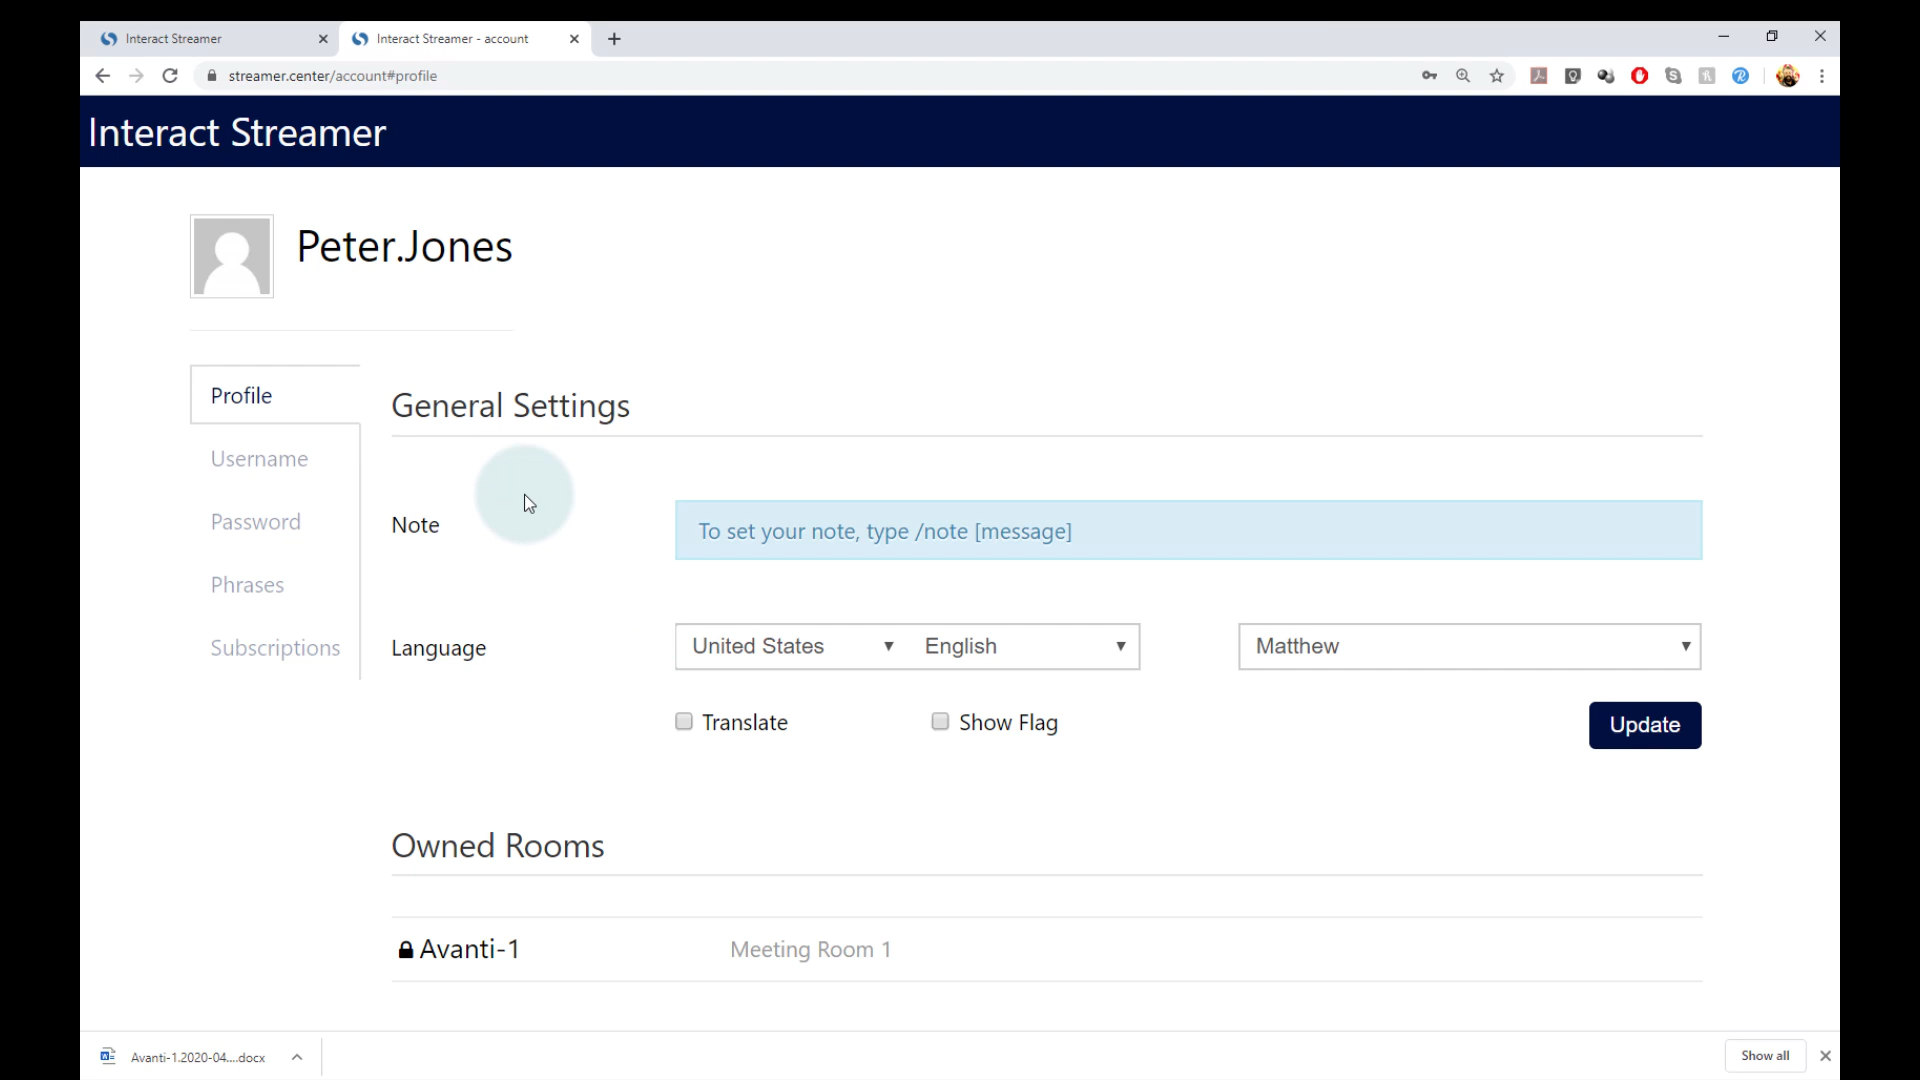 Interact Streamer
Interact Streamer - account
streamer.center/account#profile
Interact Streamer
Peter.Jones
Profile
Username
Password
Phrases
Subscriptions
General Settings
Note
To set your note, type /note [message]
Language
United States
English
Matthew
Translate
Show Flag
Update
Owned Rooms
Avanti-1
Meeting Room 1
Avanti-1.2020-04....docx
Show all